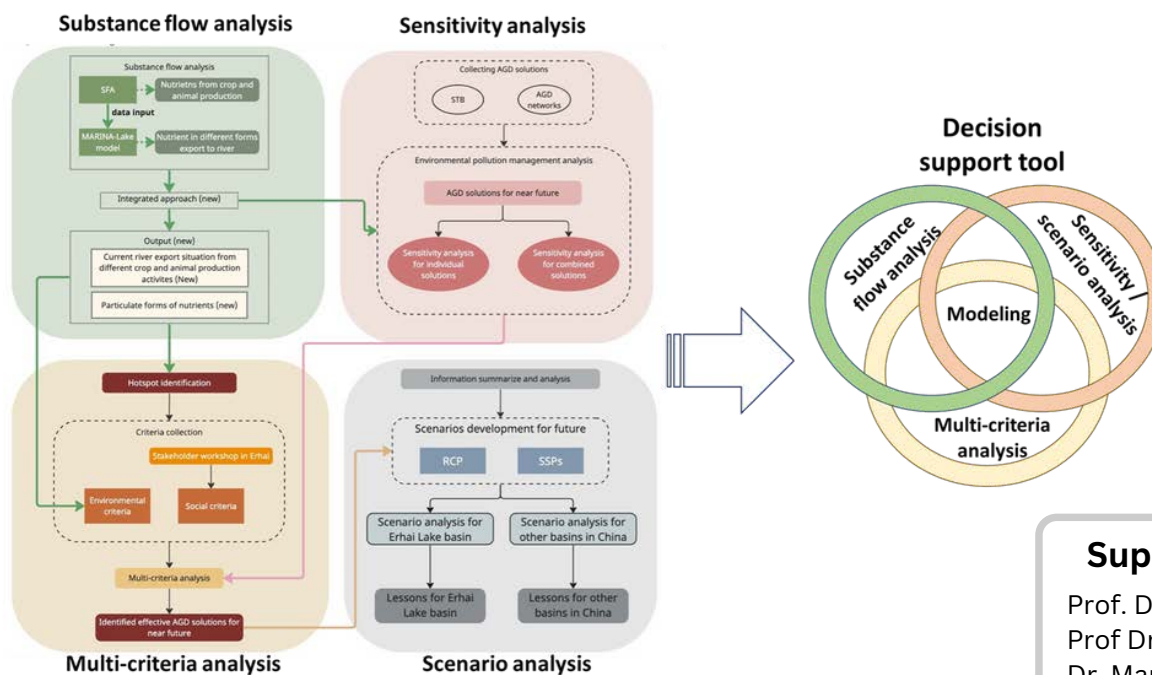 Substance flow analysis
Substance flow analysis
SFA
Nutrietns from crop and
animal production
data input
MARINA-Lake
model
Nutrient in different forms
export to river
Integrated approach (new)
Output (new)
Current river export situation from
different crop and animal production
activites (New)
Particulate forms of nutrients (new)
Sensitivity analysis
Collecting AGD solutions
STB
AGD
networks
Environmental pollution management analysis
AGD solutions for near future
Sensitivity analysis
for individual
solutions
Sensitivity analysis
for combined
solutions
Hotspot identification
Criteria collection
Stakeholder workshop in Erhai
Environmental
criteria
Social criteria
Multi-criteria analysis
Identified effective AGD solutions for
near future
Multi-criteria analysis
Information summarize and analysis
Scenarios development for future
RCP
SSPs
Scenario analysis for
Erhai Lake basin
Scenario analysis for
other basins in China
Lessons for Erhai
Lake basin
Lessons for other
basins in China
Scenario analysis
Decision
support tool
Substance
flow analysis
Sensitivity /
scenario analysis
Modeling
Multi-criteria
analysis
Sup
Prof. D
Prof Dr
Dr. Mar